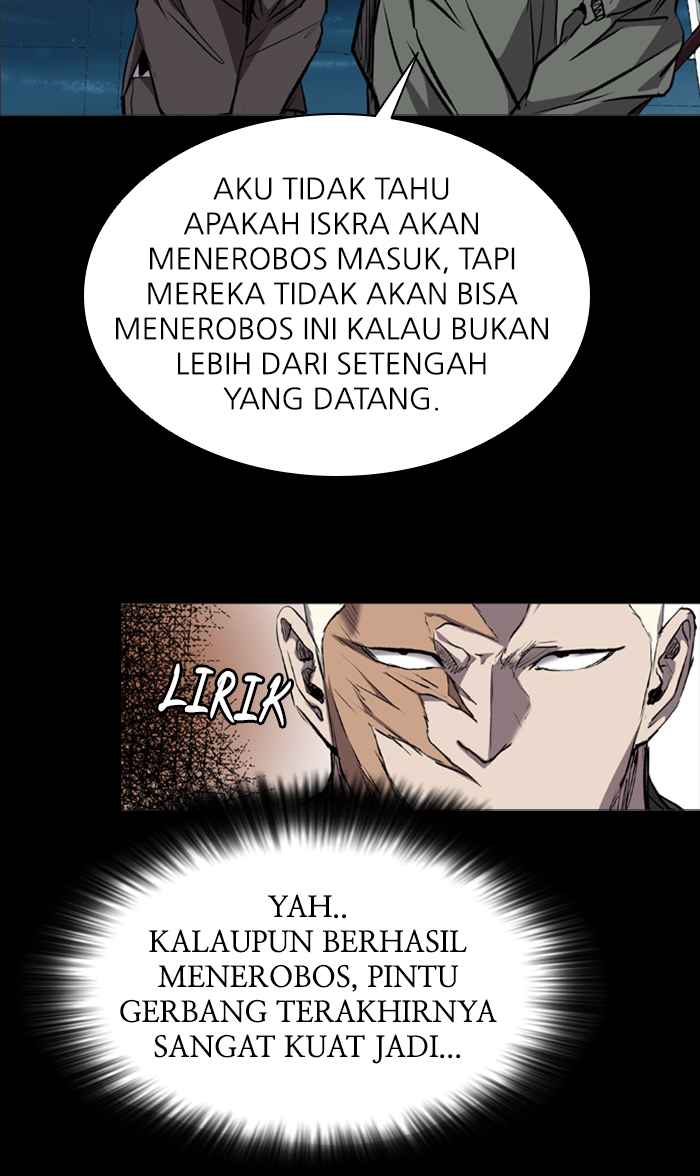 AKU TIDAK TAHU
APAKAH ISKRA AKAN
MENEROBOS MASUK, TAPI
MEREKA TIDAK AKAN BISA
MENEROBOS INI KALAU BUKAN
LEBIH DARI SETENGAH
YANG DATANG.
LIRIK
YAH..
KALAUPUN BERHASIL
MENEROBOS, PINTU
GERBANG TERAKHIRNYA
SANGAT KUAT JADI...